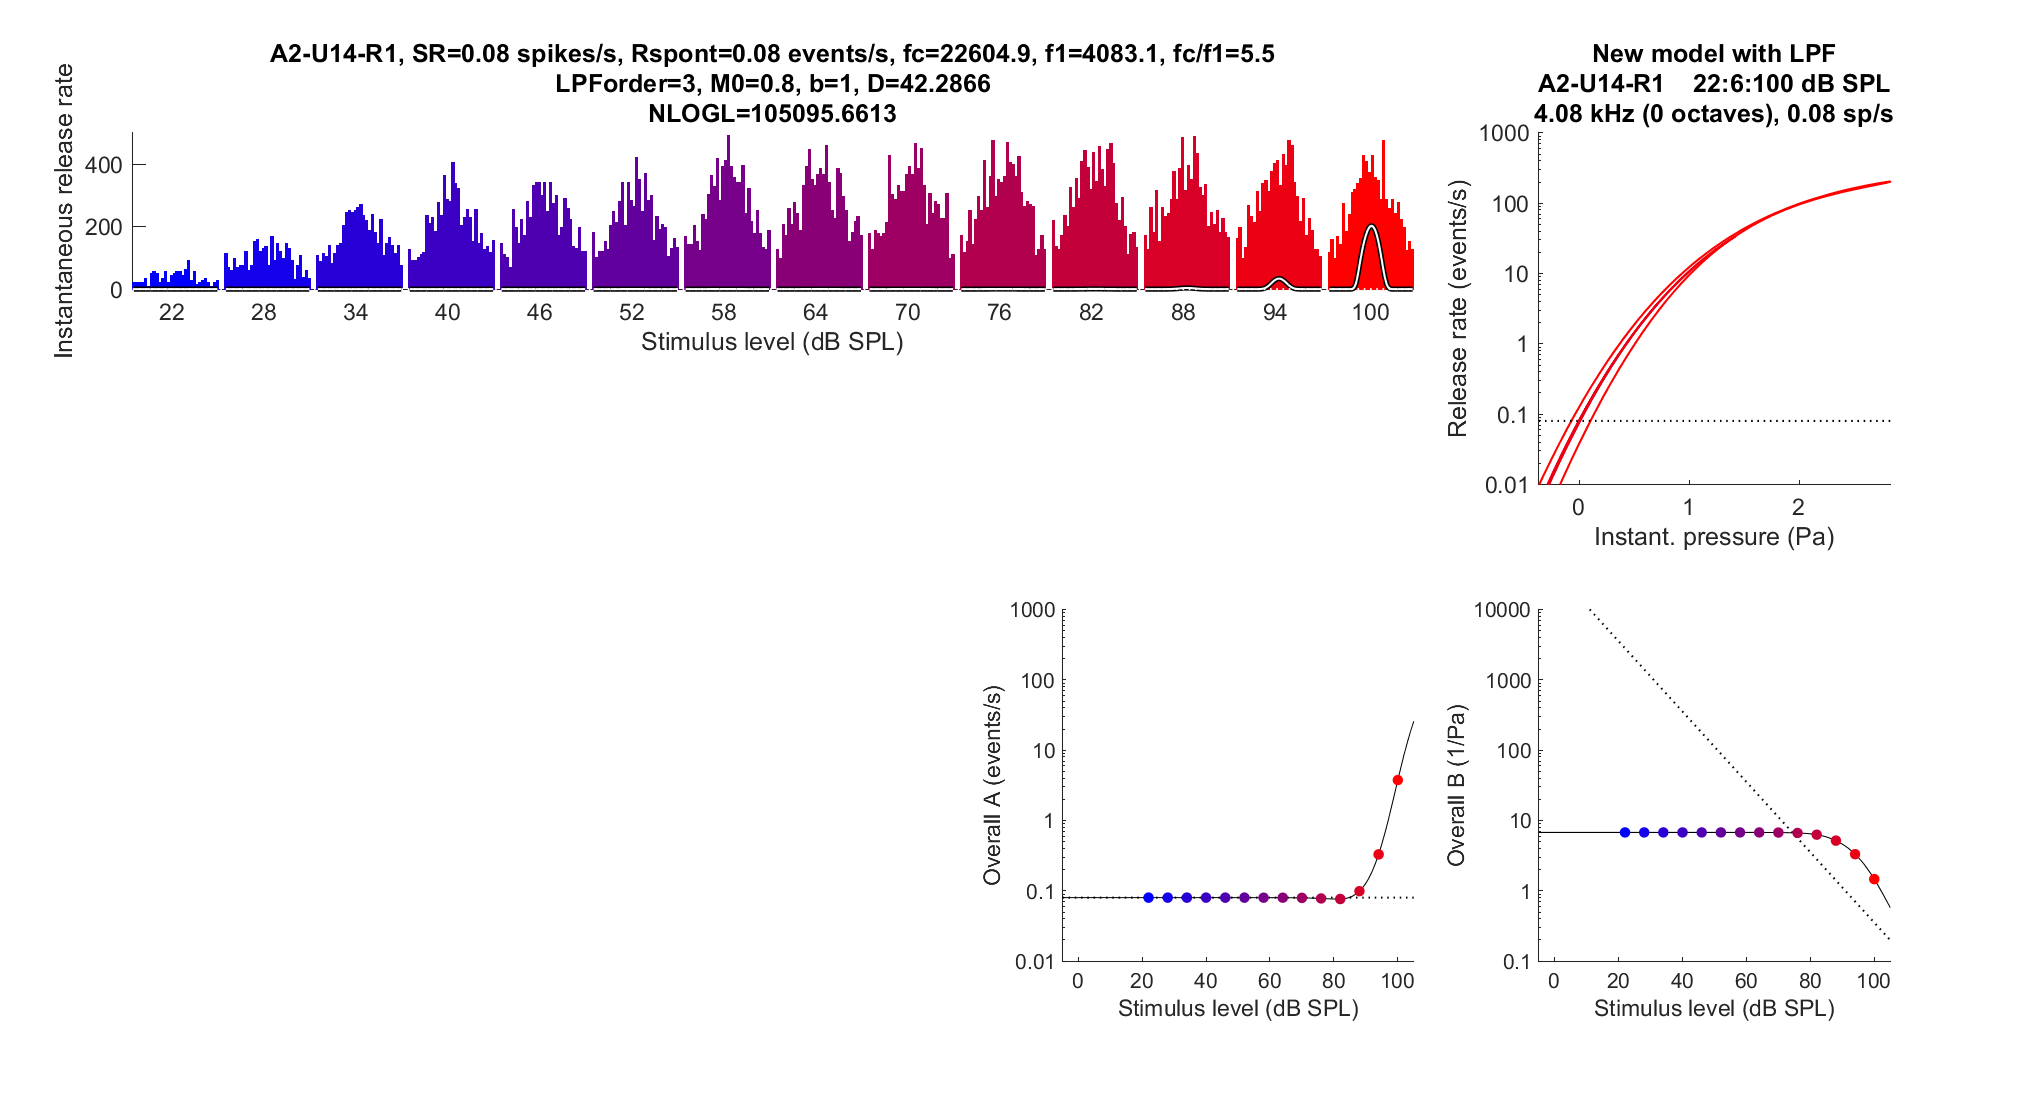 A2-U14-R1, SR=0.08 spikes/s, Rspont=0.08 events/s, fc=22604.9, f1=4083.1, fc/f1=5.5
LPForder=3, M0=0.8, b=1, D=42.2866
NLOGL=105095.6613
Instantaneous release rate
400
200
0
22 28 34 40 46 52 58 64 70 76 82 88 94 100
Stimulus level (dB SPL)
New model with LPF
A2-U14-R1 22:6:100 dB SPL
4.08 kHz (0 octaves), 0.08 sp/s
Release rate (events/s)
1000
100
10
1
0.1
0.01
0 1 2
Instant. pressure (Pa)
Overall A (events/s)
1000
100
10
1
0.1
0.01
0 20 40 60 80 100
Stimulus level (dB SPL)
Overall B (1/Pa)
10000
1000
100
10
1
0.1
0 20 40 60 80 100
Stimulus level (dB SPL)